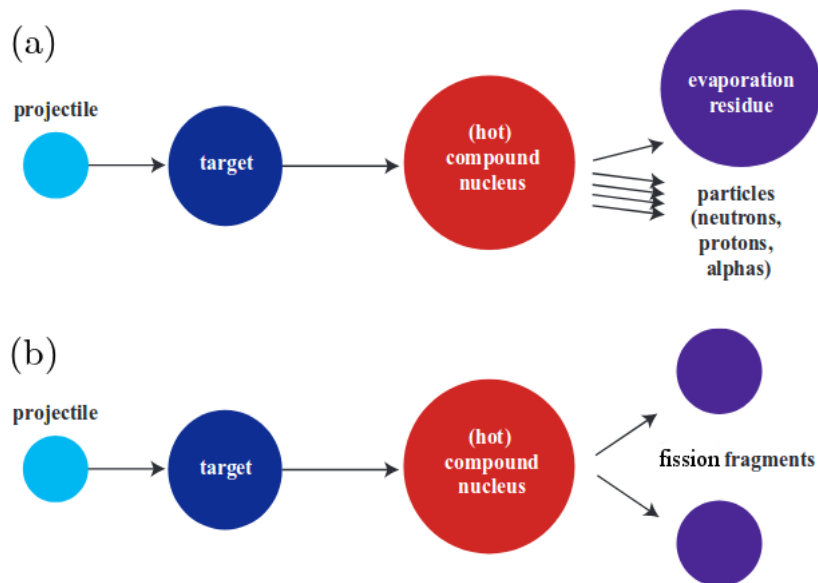 (a)
projectile
target
(hot)
compound
nucleus
evaporation
residue
particles
(neutrons,
protons,
alphas)
(b)
projectile
target
(hot)
compound
nucleus
fission fragments